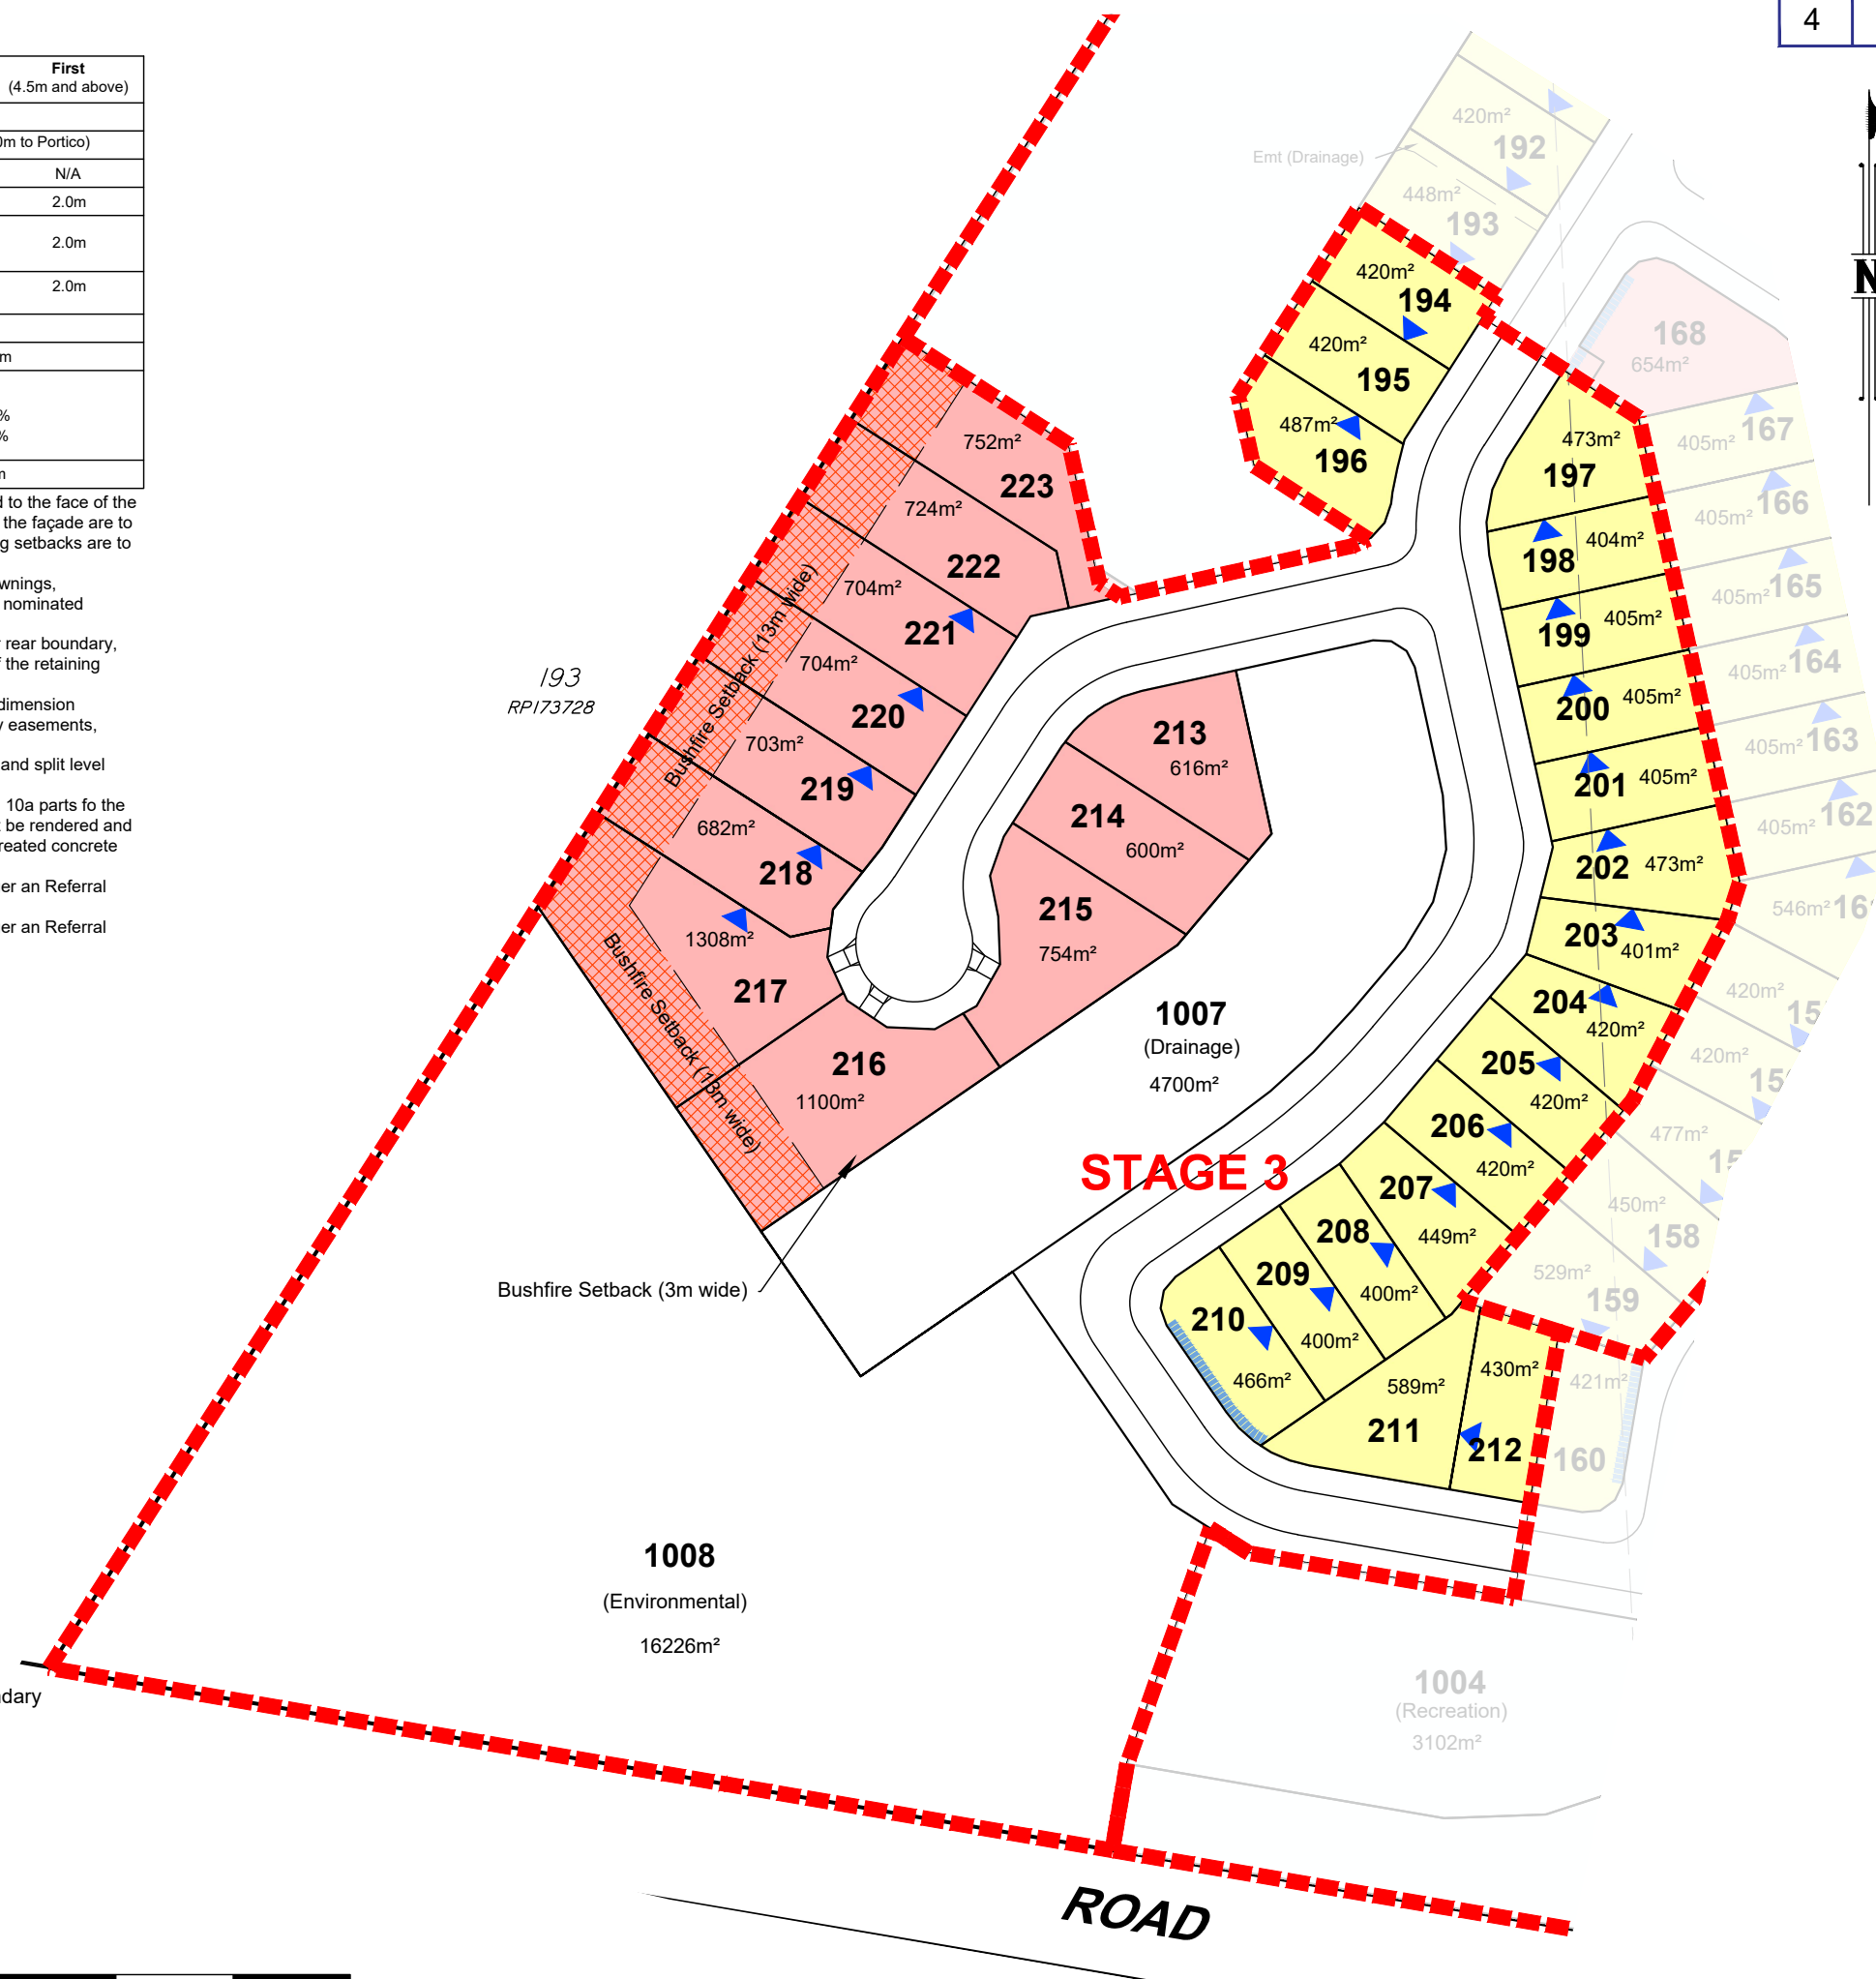 4
First
(4.5m and above)
0m to Portico)
N/A
2.0m
2.0m
2.0m
m
%
%
m
d to the face of the
the façade are to
g setbacks are to
wnings,
nominated
rear boundary,
f the retaining
dimension
y easements,
and split level
10a parts fo the
be rendered and
reated concrete
er an Referral
er an Referral
N
420m²
192
Emt (Drainage)
448m²
193
420m²
194
420m²
195
487m²
196
168
654m²
473m²
197
405m² 167
404m²
198
405m² 166
405m²
199
405m² 165
405m²
200
405m² 164
405m²
201
405m² 163
473m²
202
405m² 162
203
401m²
546m² 16
204
420m²
420m²
15
205
420m²
420m²
15
206
420m²
477m²
15
207
449m²
450m²
158
208
400m²
529m²
159
209
400m²
210
466m²
589m²
211
430m²
212
421m²
160
752m²
223
724m²
222
704m²
221
704m²
220
703m²
219
682m²
218
1308m²
217
216
1100m²
213
616m²
214
600m²
215
754m²
Bushfire Setback (13m wide)
Bushfire Setback (13m wide)
Bushfire Setback (3m wide)
193
RP173728
1007
(Drainage)
4700m²
STAGE 3
1008
(Environmental)
16226m²
1004
(Recreation)
3102m²
dary
ROAD